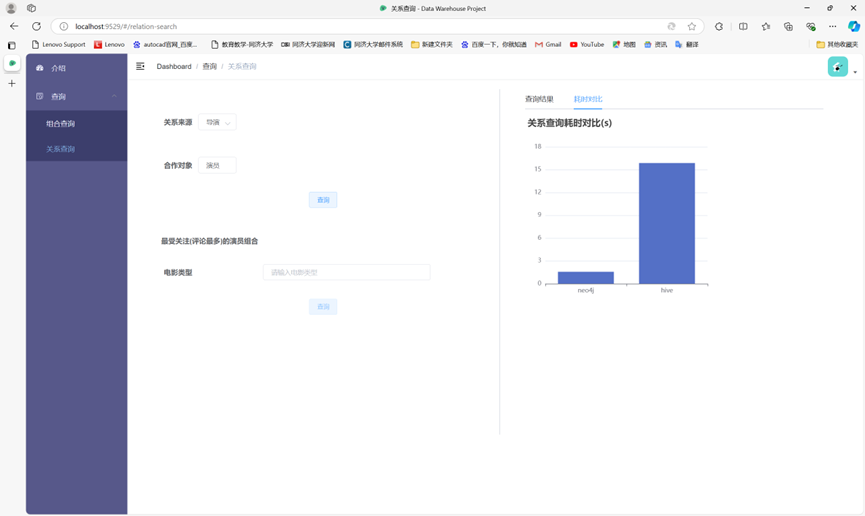 关系查询 - Data Warehouse Project
localhost:9529/#/relation-search
Lenovo Support
Lenovo
autocad官网_百度...
教育教学-同济大学
同济大学迎新网
同济大学邮件系统
新建文件夹
百度一下，你就知道
Gmail
YouTube
地图
资讯
翻译
其他收藏夹
介绍
查询
组合查询
关系查询
Dashboard / 查询 / 关系查询
关系来源 导演
合作对象 演员
查询
最受关注(评论最多)的演员组合
电影类型 请输入电影类型
查询
查询结果 耗时对比
关系查询耗时对比(s)
18
15
12
9
6
3
0
neo4j
hive